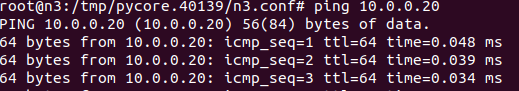 root@n3:/tmp/pycore.40139/n3.conf# ping 10.0.0.20
PING 10.0.0.20 (10.0.0.20) 56(84) bytes of data.
64 bytes from 10.0.0.20: icmp_seq=1 ttl=64 time=0.048 ms
64 bytes from 10.0.0.20: icmp_seq=2 ttl=64 time=0.039 ms
64 bytes from 10.0.0.20: icmp_seq=3 ttl=64 time=0.034 ms